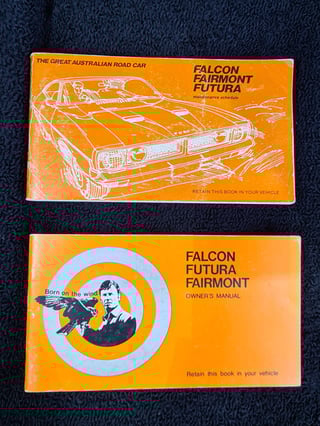 THE GREAT AUSTRALIAN ROAD CAR
FALCON
FAIRMONT
FUTURA
maintenance schedule
RETAIN THIS BOOK IN YOUR VEHICLE
Born on the wind
FALCON
FUTURA
FAIRMONT
OWNER'S MANUAL
Retain this book in your vehicle